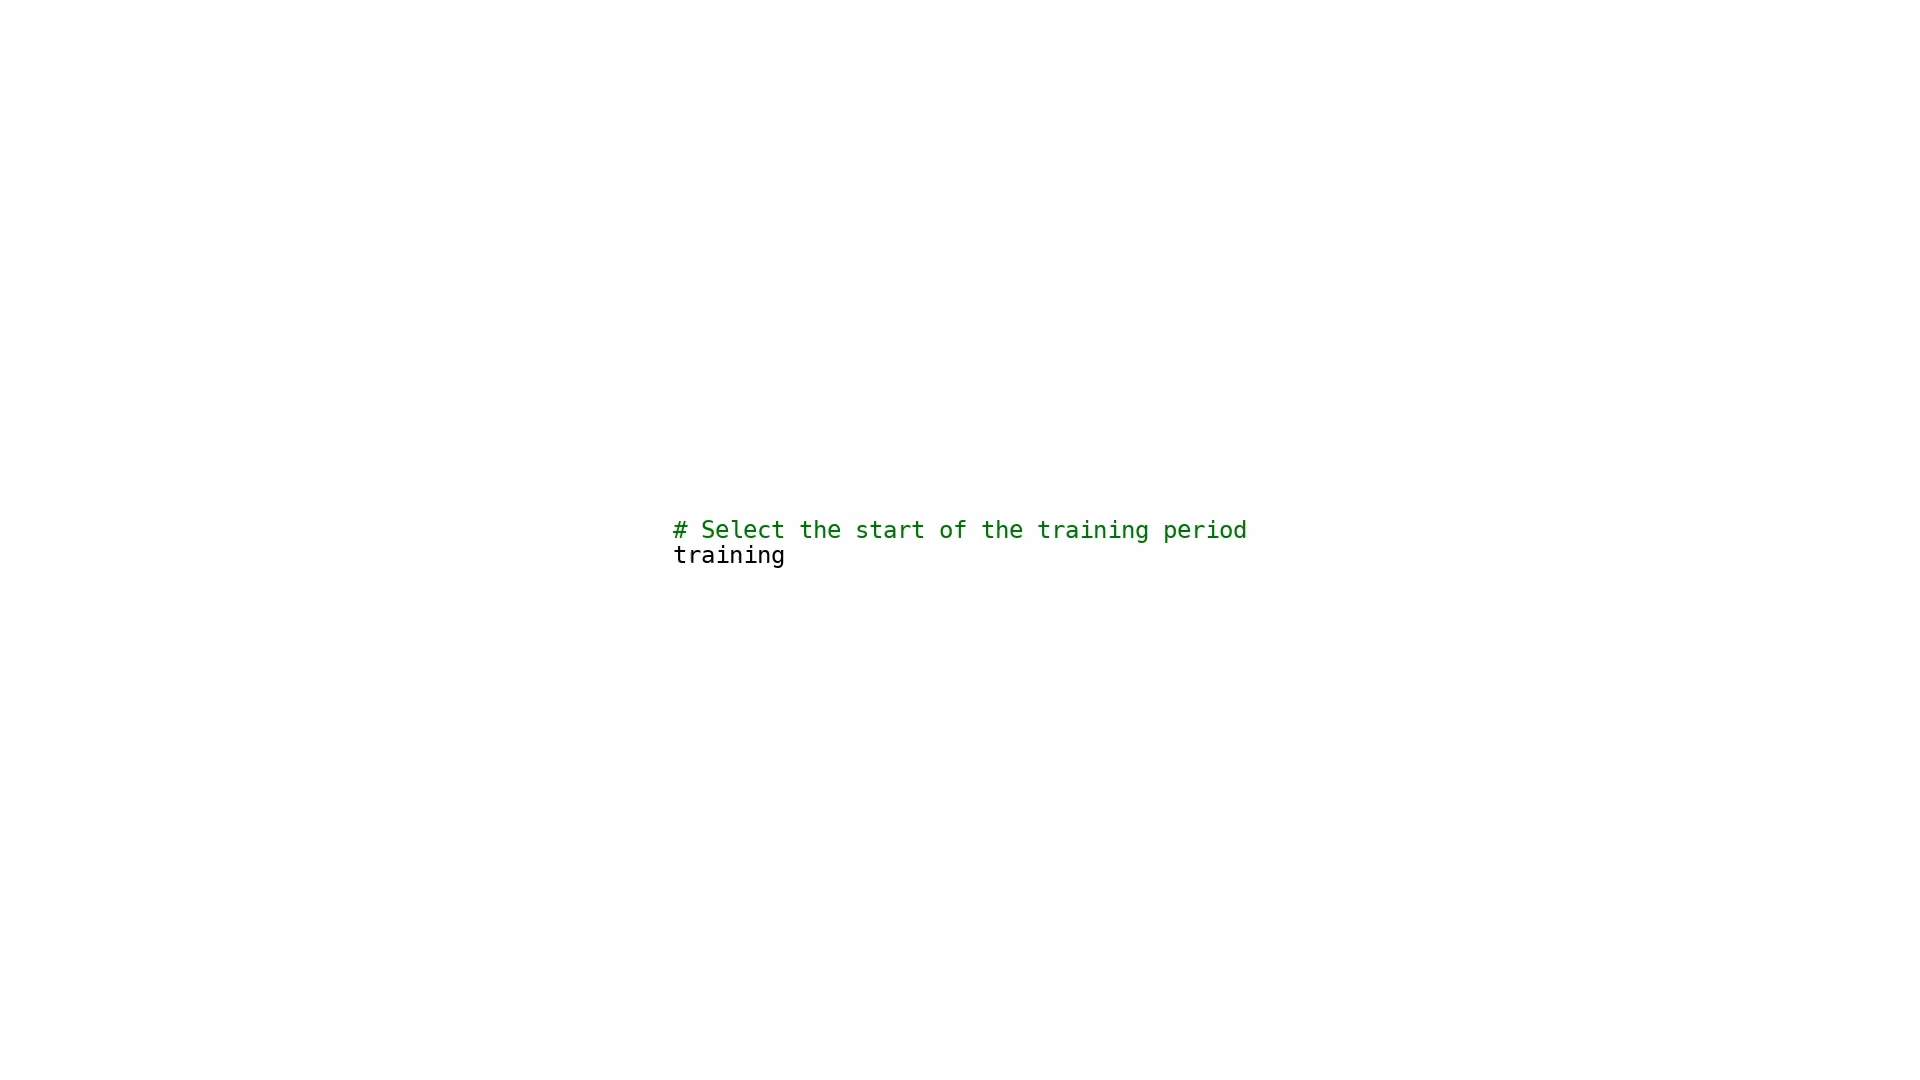 # Select the start of the training period
training